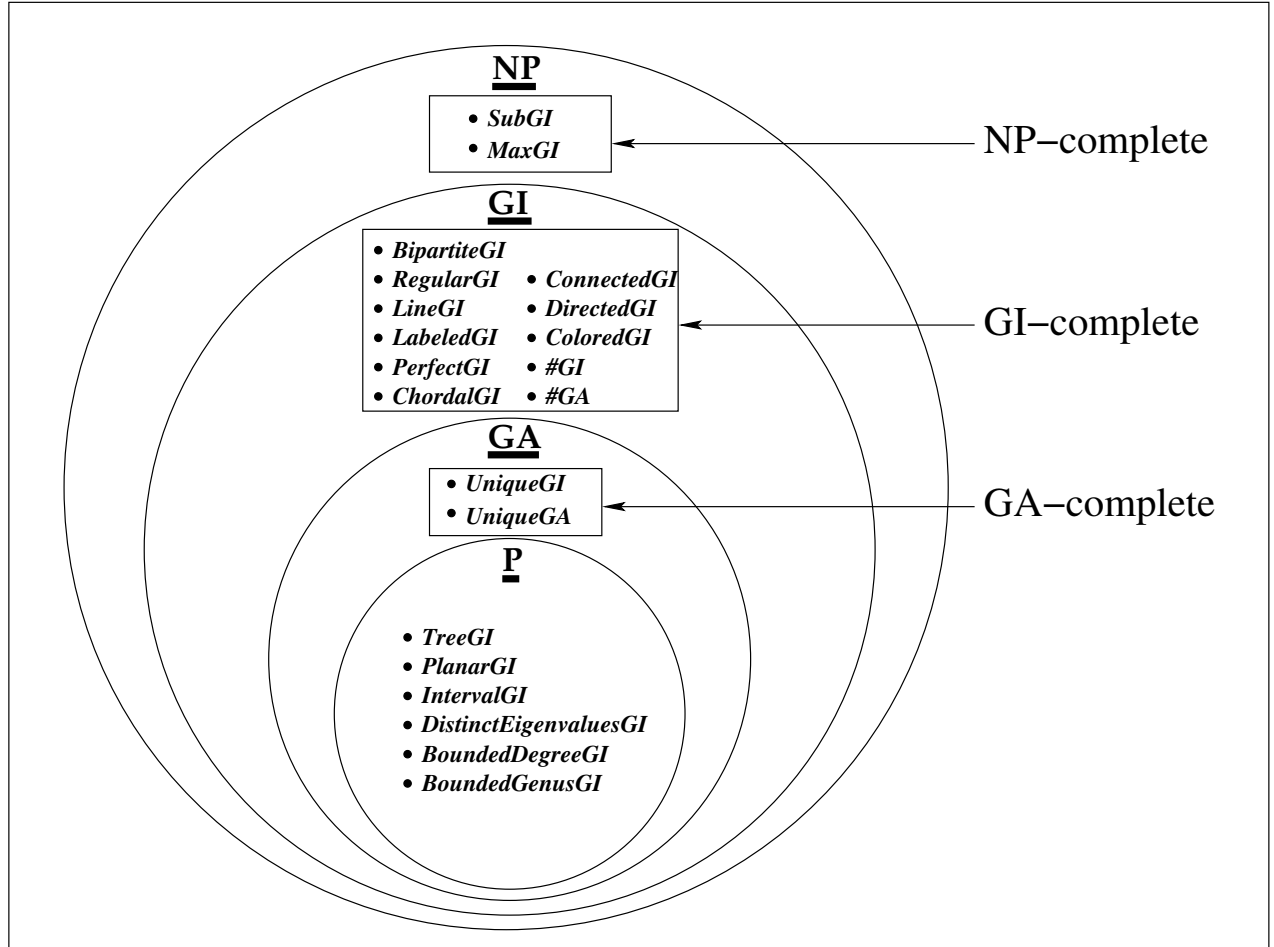 NP
• SubGI
• MaxGI
NP−complete
GI
• BipartiteGI
• RegularGI • ConnectedGI
• LineGI • DirectedGI
• LabeledGI • ColoredGI
• PerfectGI • #GI
• ChordalGI • #GA
GI−complete
GA
• UniqueGI
• UniqueGA
GA−complete
P
• TreeGI
• PlanarGI
• IntervalGI
• DistinctEigenvaluesGI
• BoundedDegreeGI
• BoundedGenusGI